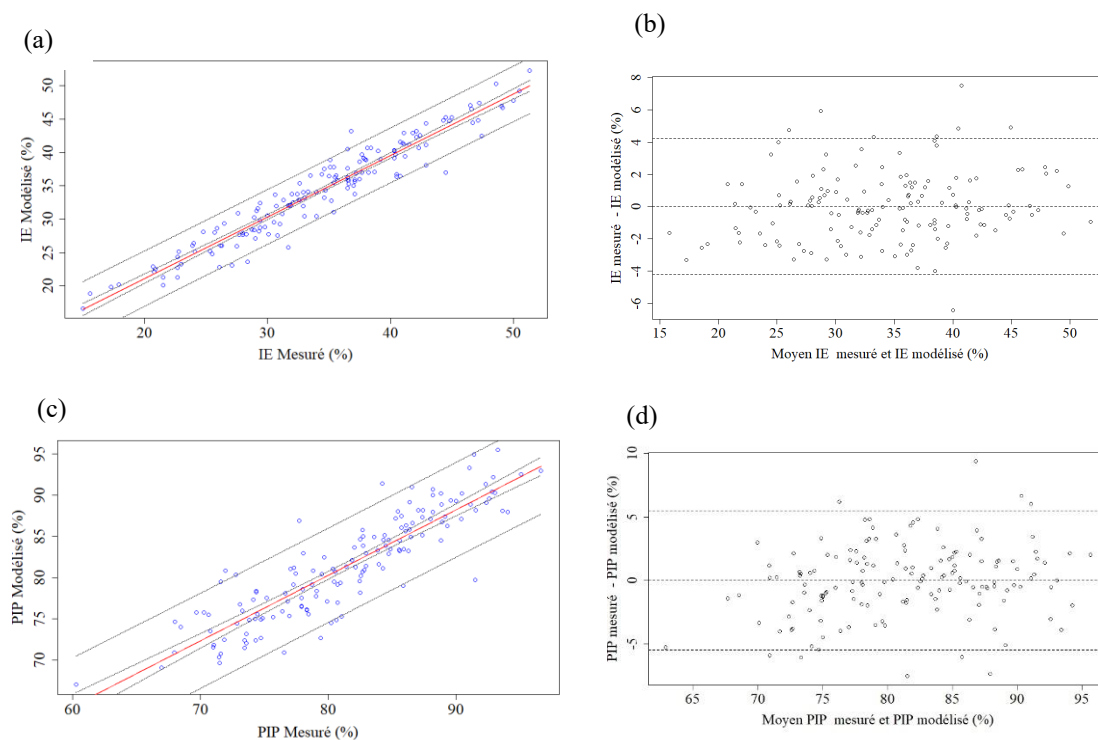 (a)
50
45
40
35
30
25
20
IE Modélisé (%)
20 30 40 50
IE Mesuré (%)
(b)
8
6
4
2
0
-2
-4
-6
IE mesuré - IE modélisé (%)
15 20 25 30 35 40 45 50
Moyen IE mesuré et IE modélisé (%)
(c)
95
90
85
80
75
70
PIP Modélisé (%)
60 70 80 90
PIP Mesuré (%)
(d)
10
5
0
-5
PIP mesuré - PIP modélisé (%)
70 75 80 85 90 95
Moyen PIP mesuré et PIP modélisé (%)